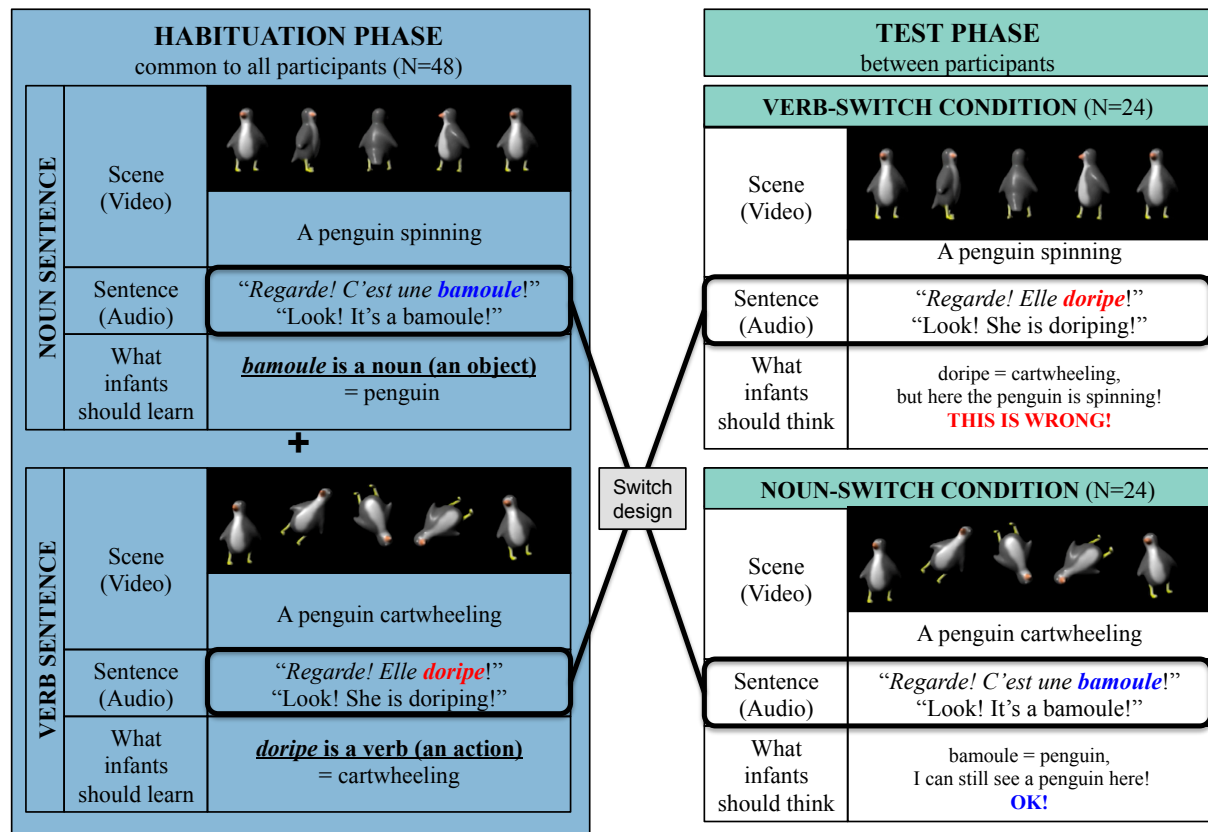 HABITUATION PHASE
common to all participants (N=48)
NOUN SENTENCE
Scene
(Video)
A penguin spinning
Sentence
(Audio)
“Regarde! C’est une bamoule!”
“Look! It’s a bamoule!”
What
infants
should learn
bamoule is a noun (an object)
= penguin
+
VERB SENTENCE
Scene
(Video)
A penguin cartwheeling
Sentence
(Audio)
“Regarde! Elle doripe!”
“Look! She is doriping!”
What
infants
should learn
doripe is a verb (an action)
= cartwheeling
Switch
design
TEST PHASE
between participants
VERB-SWITCH CONDITION (N=24)
Scene
(Video)
A penguin spinning
Sentence
(Audio)
“Regarde! Elle doripe!”
“Look! She is doriping!”
What
infants
should think
doripe = cartwheeling,
but here the penguin is spinning!
THIS IS WRONG!
NOUN-SWITCH CONDITION (N=24)
Scene
(Video)
A penguin cartwheeling
Sentence
(Audio)
“Regarde! C’est une bamoule!”
“Look! It’s a bamoule!”
What
infants
should think
bamoule = penguin,
I can still see a penguin here!
OK!